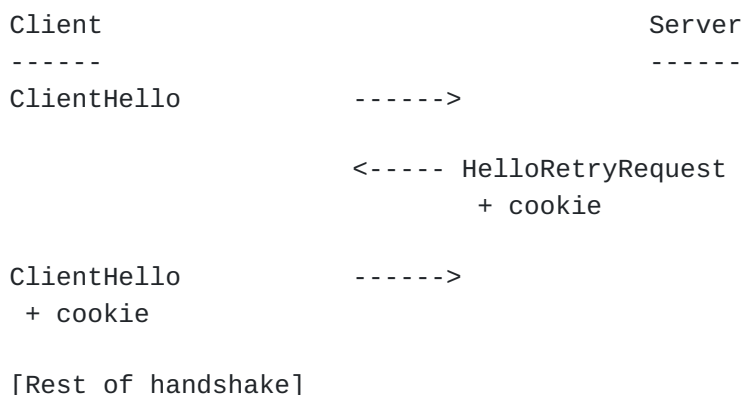 Client                                   Server
------                                   ------
ClientHello           ------>

                      <----- HelloRetryRequest
                              + cookie

ClientHello           ------>
 + cookie

[Rest of handshake]